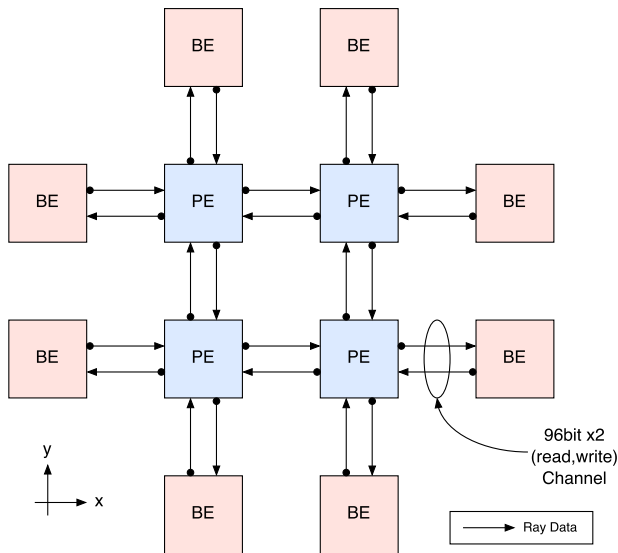 BE
BE
BE
PE
PE
BE
BE
PE
PE
BE
96bit x2
(read,write)
Channel
y
x
BE
BE
Ray Data